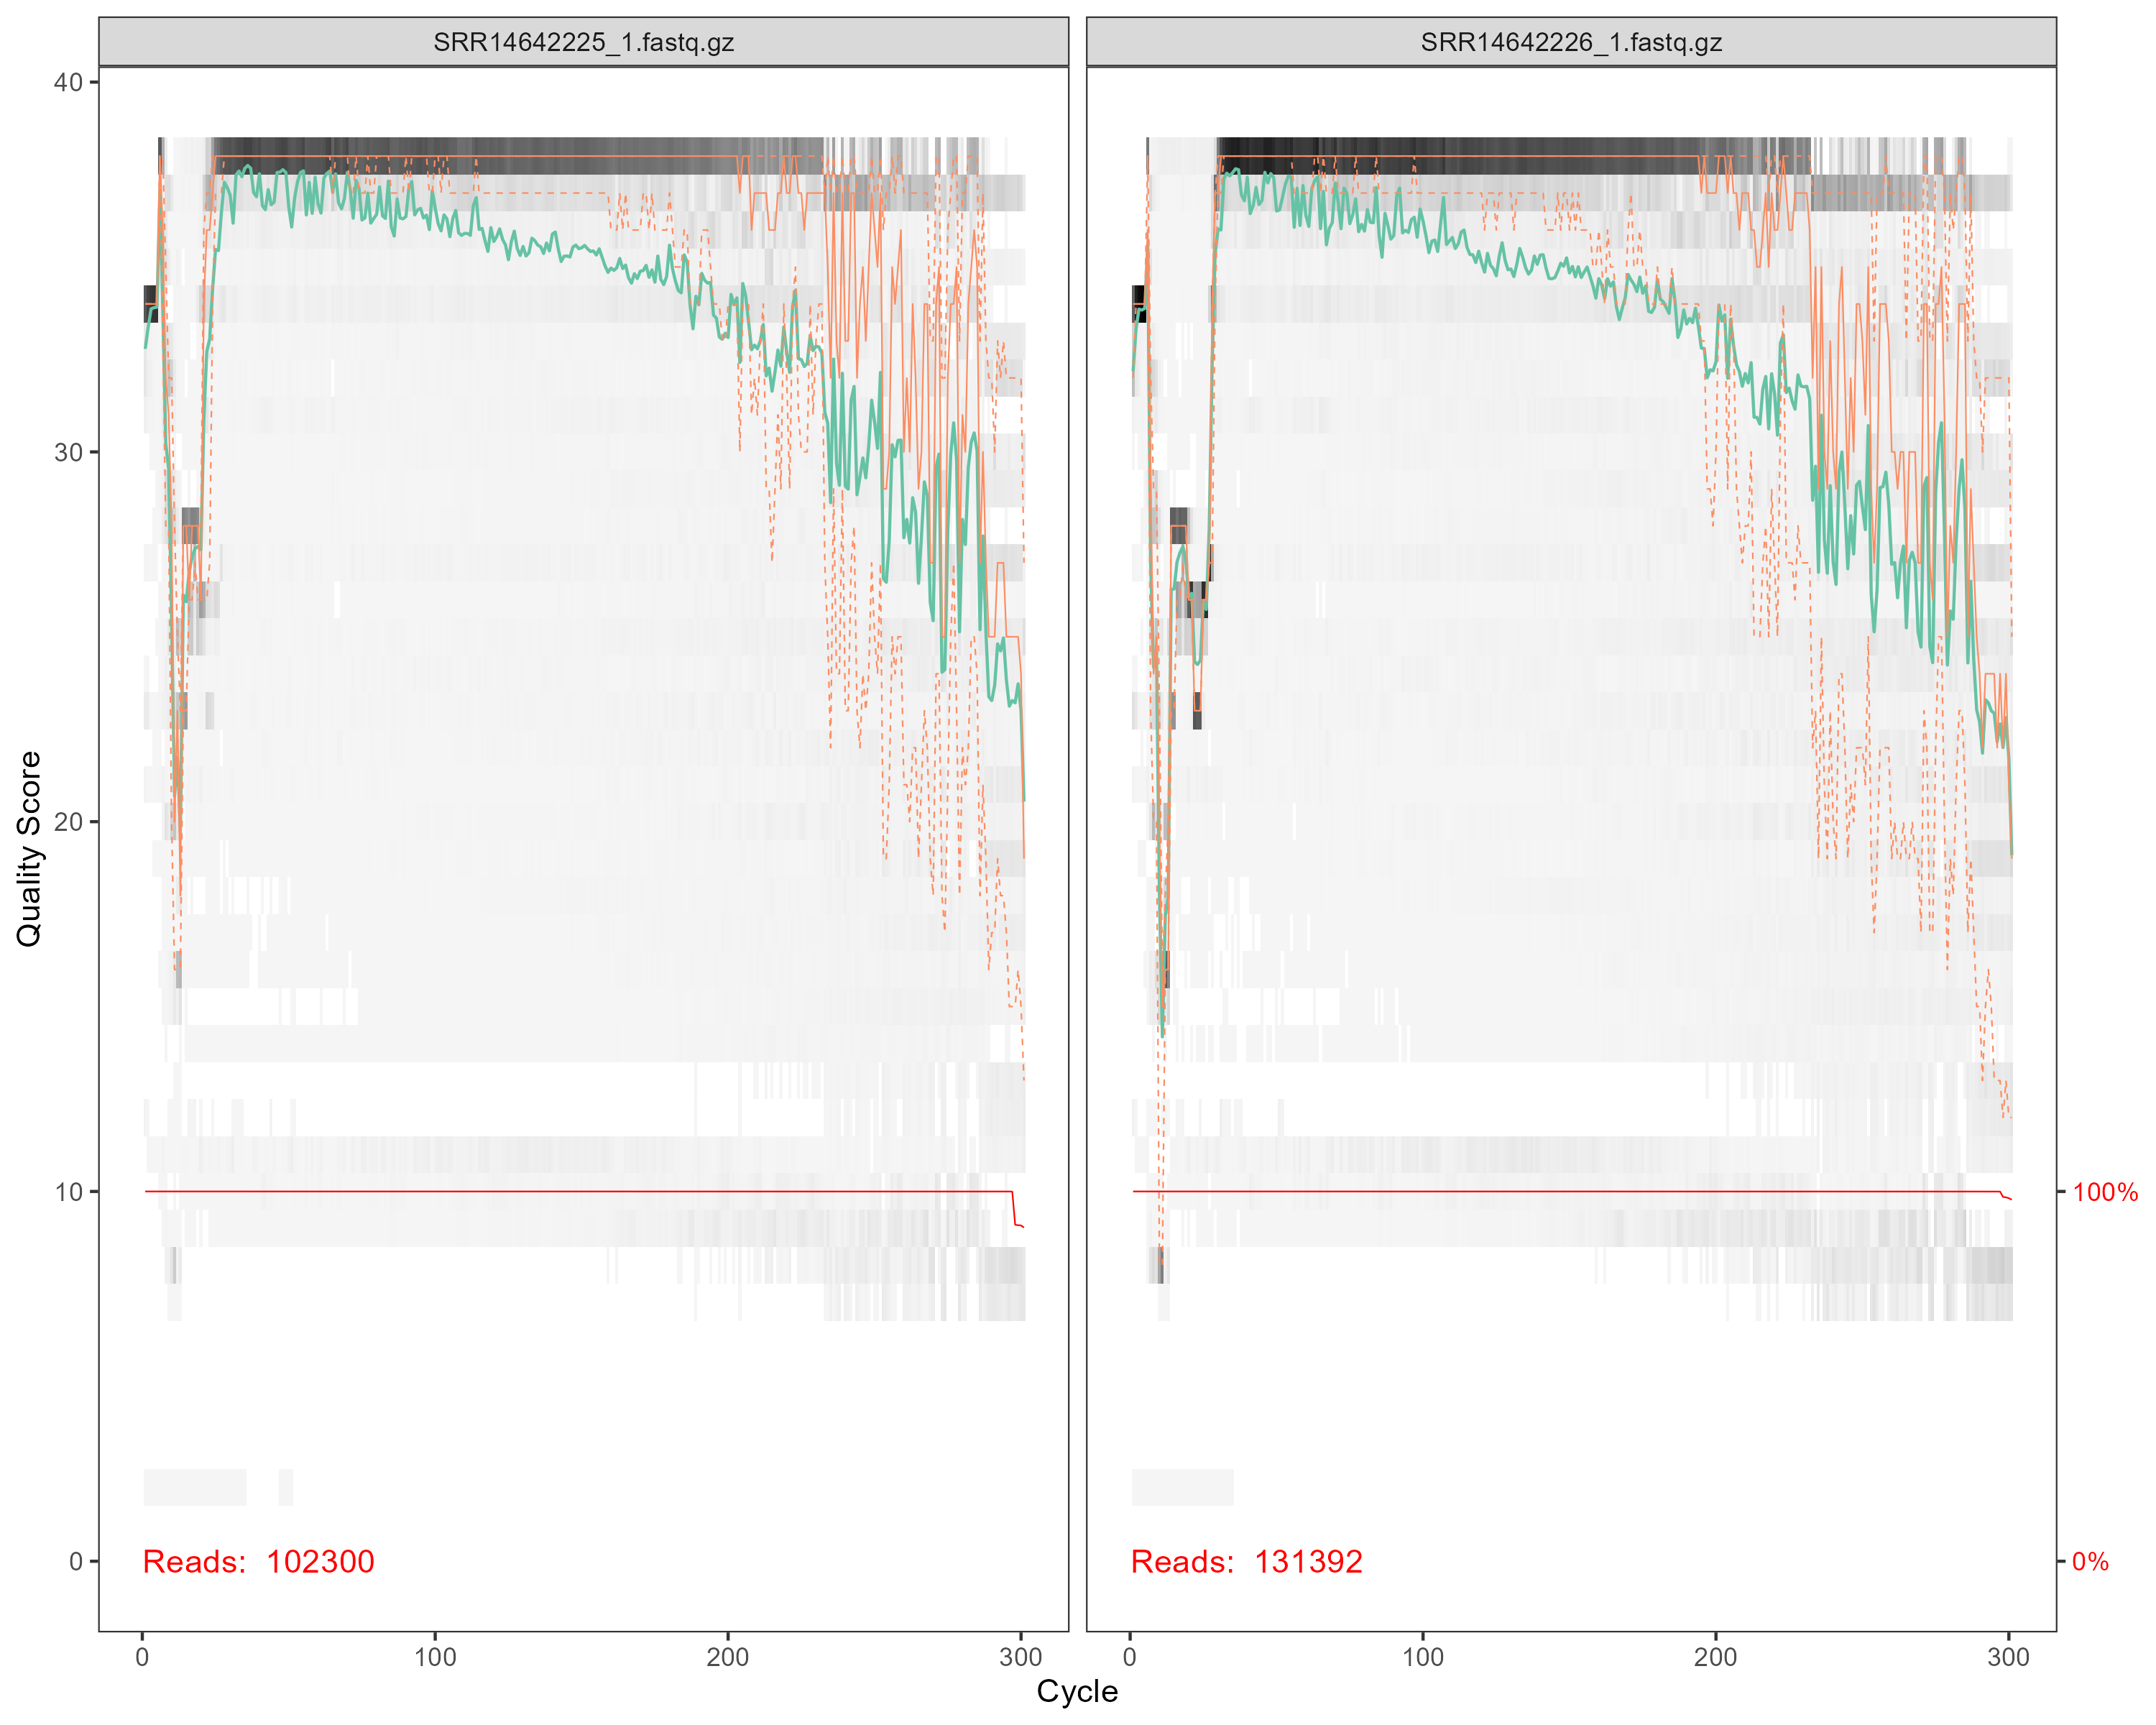 SRR14642225_1.fastq.gz
SRR14642226_1.fastq.gz
40
30
20
10
0
Quality Score
100%
0%
Reads: 102300
Reads: 131392
0 100 200 300
0 100 200 300
Cycle